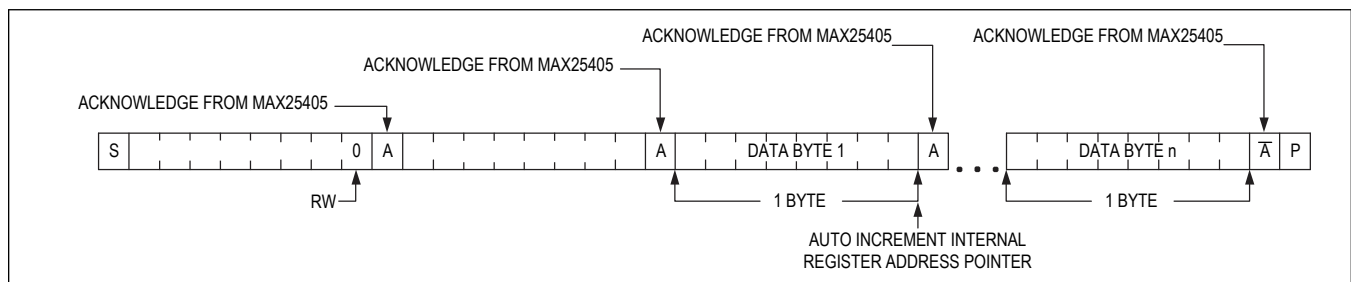 ACKNOWLEDGE FROM MAX25405
ACKNOWLEDGE FROM MAX25405
ACKNOWLEDGE FROM MAX25405
ACKNOWLEDGE FROM MAX25405
S 0 A A DATA BYTE 1 A ... DATA BYTE n A̅ P
RW 1 BYTE 1 BYTE
AUTO INCREMENT INTERNAL
REGISTER ADDRESS POINTER